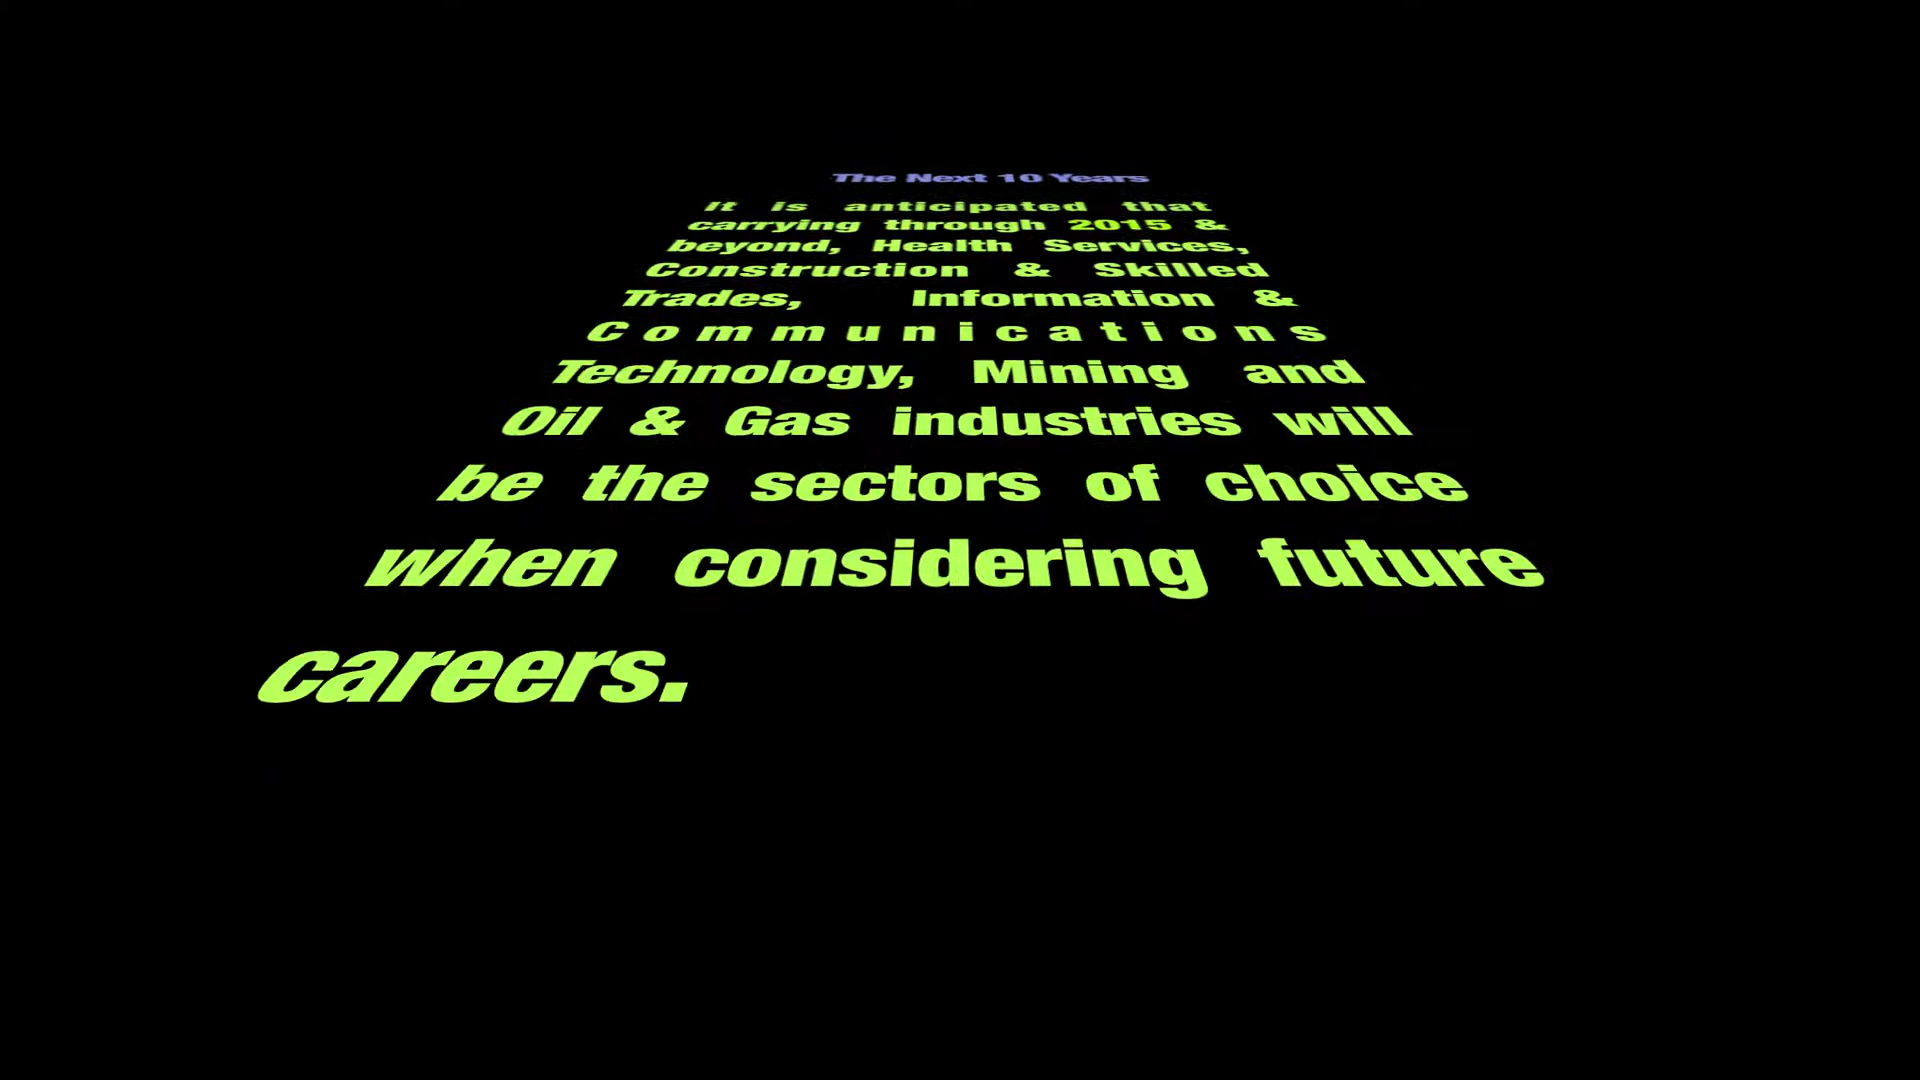 The Next 10 Years
It is anticipated that
carrying through 2015 &
beyond, Health Services,
Construction & Skilled
Trades, Information &
Communications
Technology, Mining and
Oil & Gas industries will
be the sectors of choice
when considering future
careers.